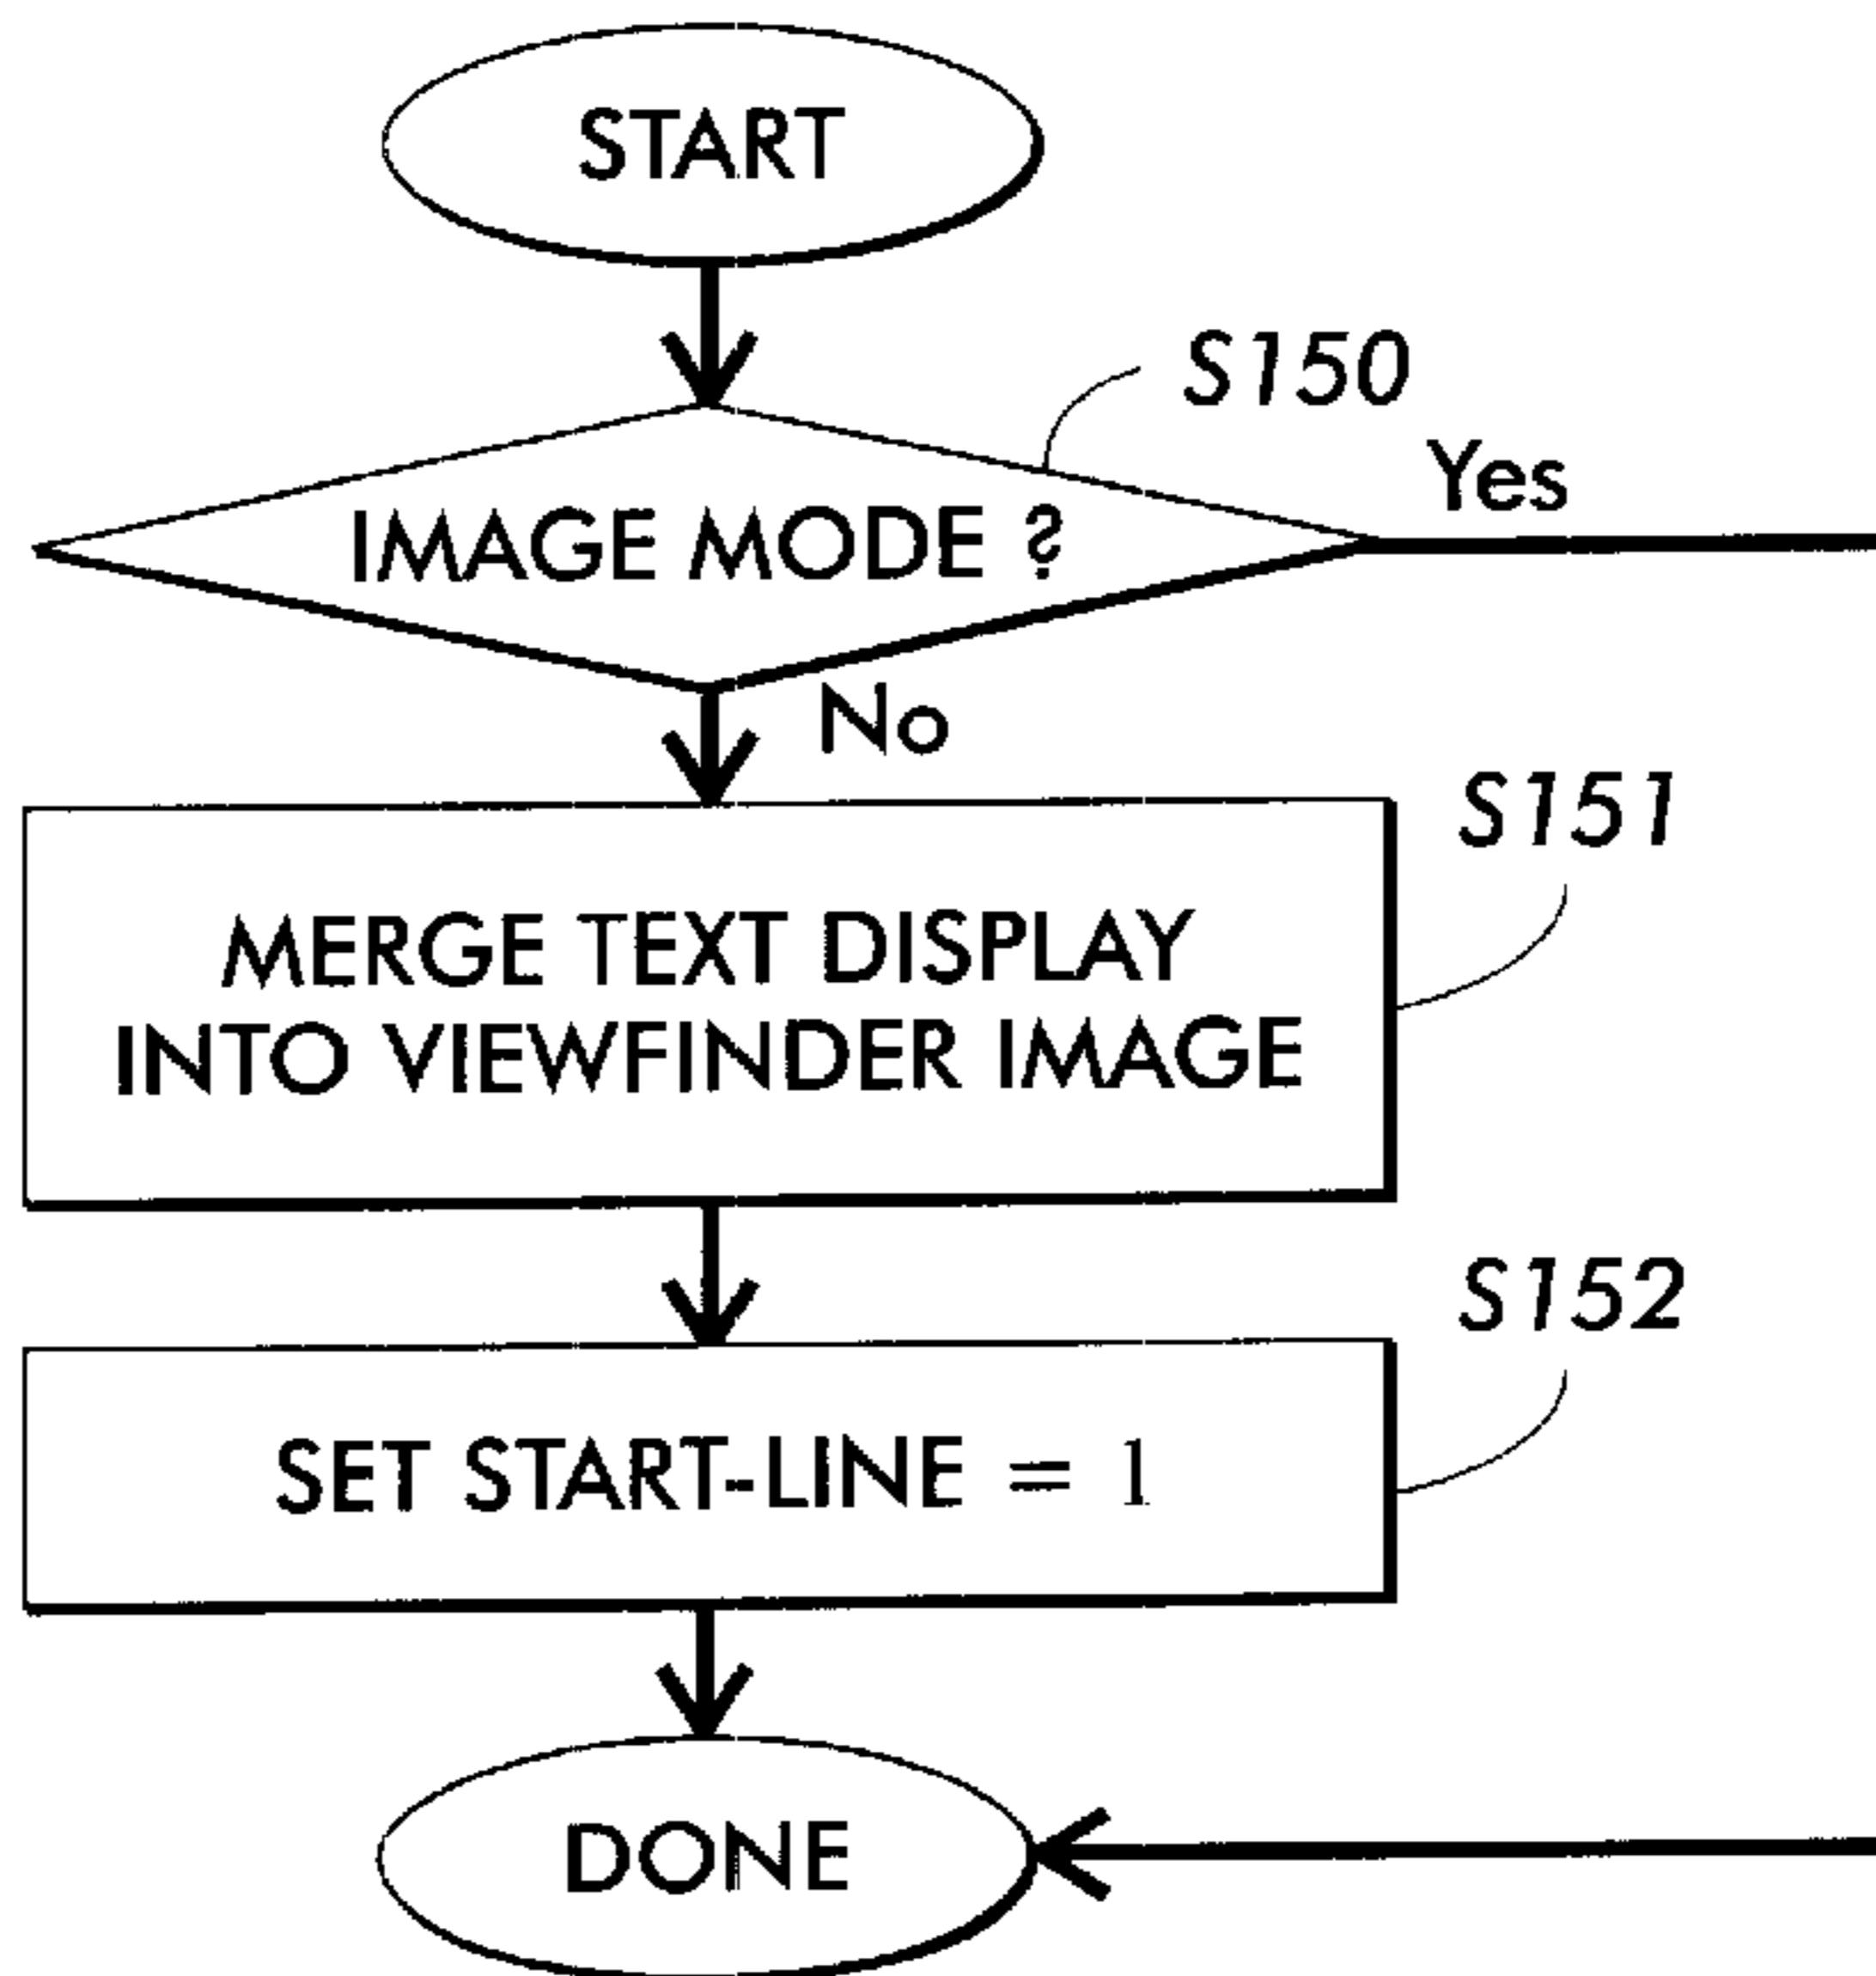 START
S150
IMAGE MODE ?
Yes
No
S151
MERGE TEXT DISPLAY
INTO VIEWFINDER IMAGE
S152
SET START-LINE = 1
DONE